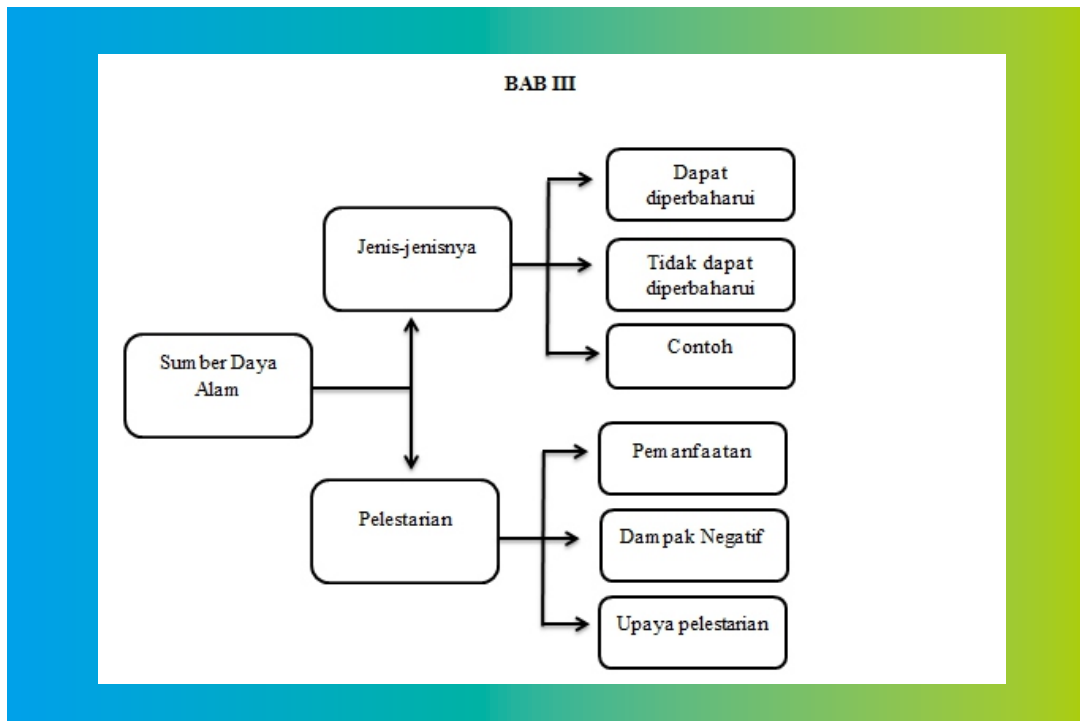 BAB III
Dapat
diperbaharui
Jenis-jenisnya
Tidak dapat
diperbaharui
Contoh
Sumber Daya
Alam
Pemanfaatan
Pelestarian
Dampak Negatif
Upaya pelestarian